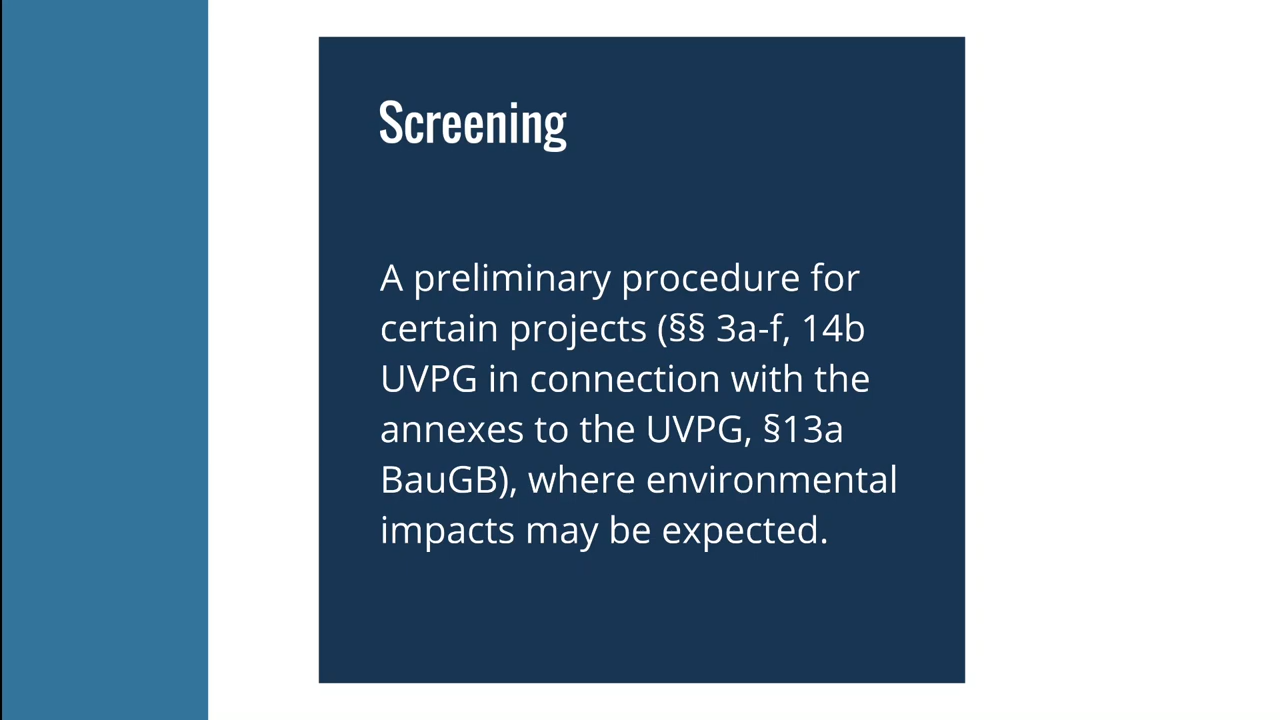 Screening
A preliminary procedure for
certain projects (§§ 3a-f, 14b
UVPG in connection with the
annexes to the UVPG, §13a
BauGB), where environmental
impacts may be expected.